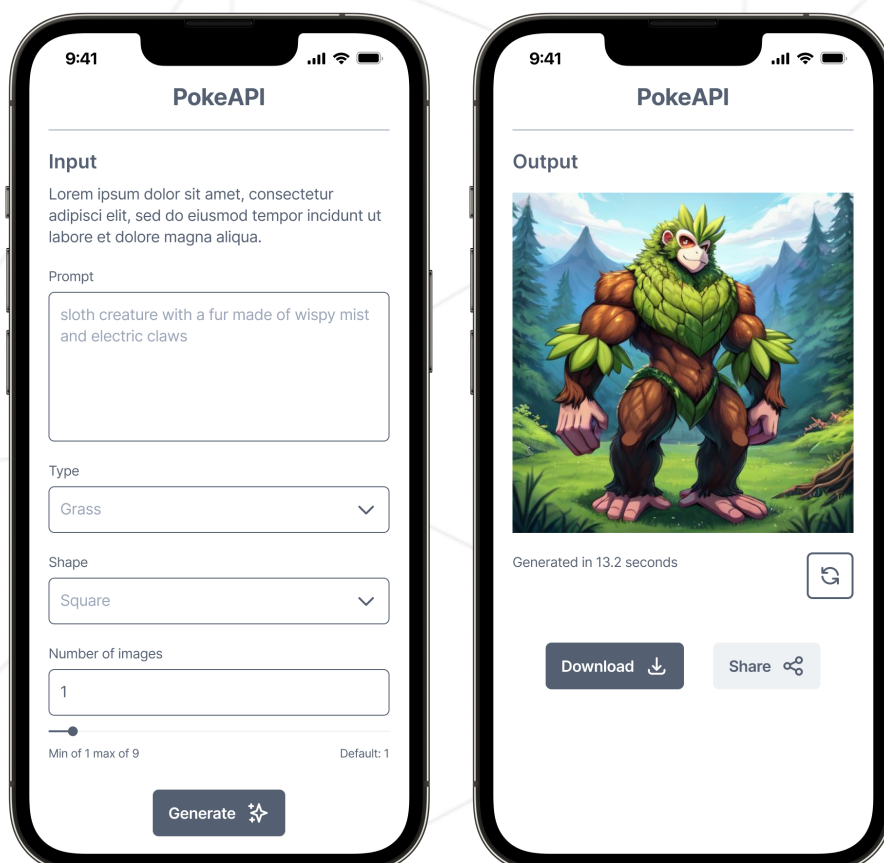 9:41
PokeAPI
Input
Lorem ipsum dolor sit amet, consectetur
adipisci elit, sed do eiusmod tempor incidunt ut
labore et dolore magna aliqua.
Prompt
sloth creature with a fur made of wispy mist
and electric claws
Type
Grass
Shape
Square
Number of images
1
Min of 1 max of 9
Default: 1
Generate
9:41
PokeAPI
Output
Generated in 13.2 seconds
Download
Share